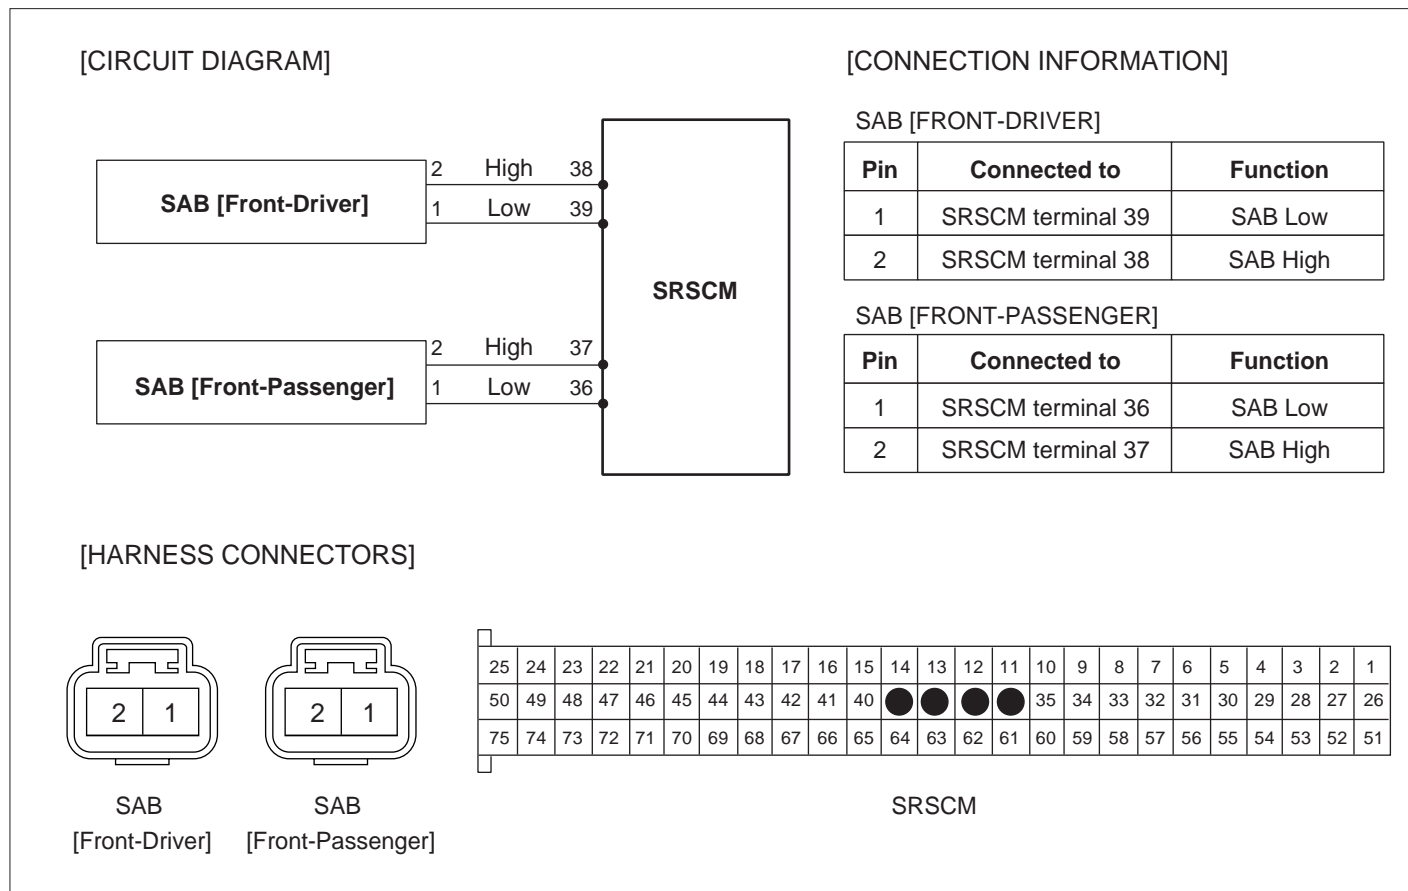 [CIRCUIT DIAGRAM]
SAB [Front-Driver]
2 High 38
1 Low 39
SRSCM
SAB [Front-Passenger]
2 High 37
1 Low 36
[CONNECTION INFORMATION]
SAB [FRONT-DRIVER]
Pin Connected to Function
1 SRSCM terminal 39 SAB Low
2 SRSCM terminal 38 SAB High
SAB [FRONT-PASSENGER]
Pin Connected to Function
1 SRSCM terminal 36 SAB Low
2 SRSCM terminal 37 SAB High
[HARNESS CONNECTORS]
2 1
SAB
[Front-Driver]
2 1
SAB
[Front-Passenger]
25 24 23 22 21 20 19 18 17 16 15 14 13 12 11 10 9 8 7 6 5 4 3 2 1
50 49 48 47 46 45 44 43 42 41 40 35 34 33 32 31 30 29 28 27 26
75 74 73 72 71 70 69 68 67 66 65 64 63 62 61 60 59 58 57 56 55 54 53 52 51
SRSCM